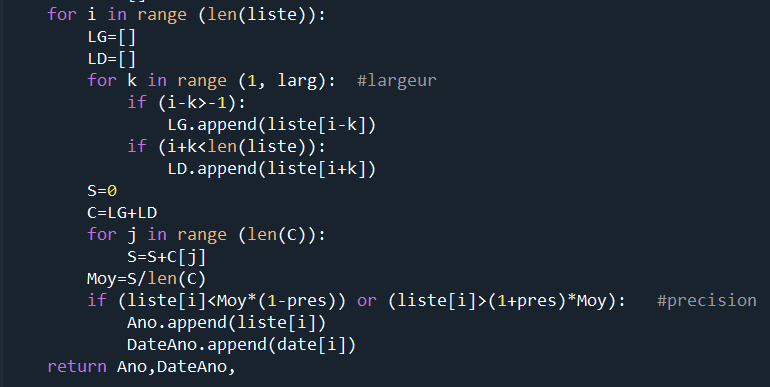 for i in range (len(liste)):
LG=[]
LD=[]
for k in range (1, larg):  #largeur
if (i-k>-1):
LG.append(liste[i-k])
if (i+k<len(liste)):
LD.append(liste[i+k])
S=0
C=LG+LD
for j in range (len(C)):
S=S+C[j]
Moy=S/len(C)
if (liste[i]<Moy*(1-pres)) or (liste[i]>(1+pres)*Moy):   #precision
Ano.append(liste[i])
DateAno.append(date[i])
return Ano,DateAno,